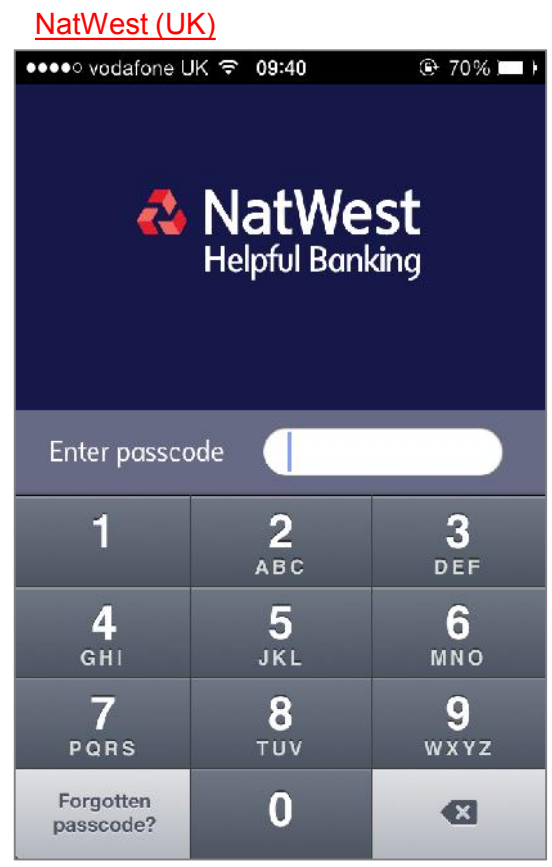 NatWest (UK)
vodafone UK 09:40 70%
NatWest
Helpful Banking
Enter passcode
1 2 3
ABC DEF
4 5 6
GHI JKL MNO
7 8 9
PQRS TUV WXYZ
Forgotten
passcode? 0